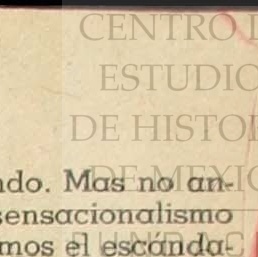 CENTRO
ESTUDIO
DE HISTO
DE MEXIC
ndo. Mas no an-
sensacionalismo
mos el escánda-